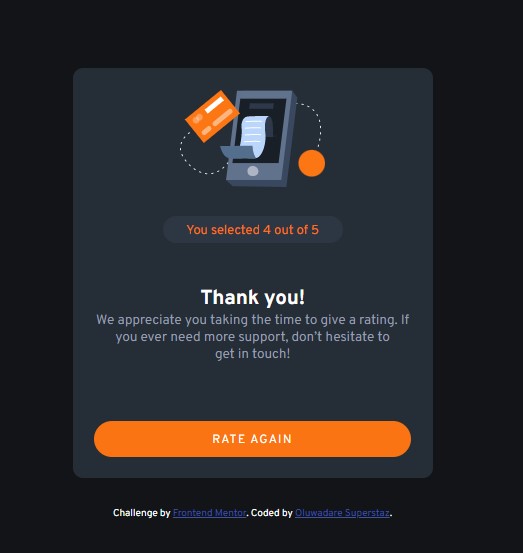 You selected 4 out of 5
Thank you!
We appreciate you taking the time to give a rating. If
you ever need more support, don't hesitate to
get in touch!
RATE AGAIN
Challenge by Frontend Mentor. Coded by Oluwadare Superstaz.